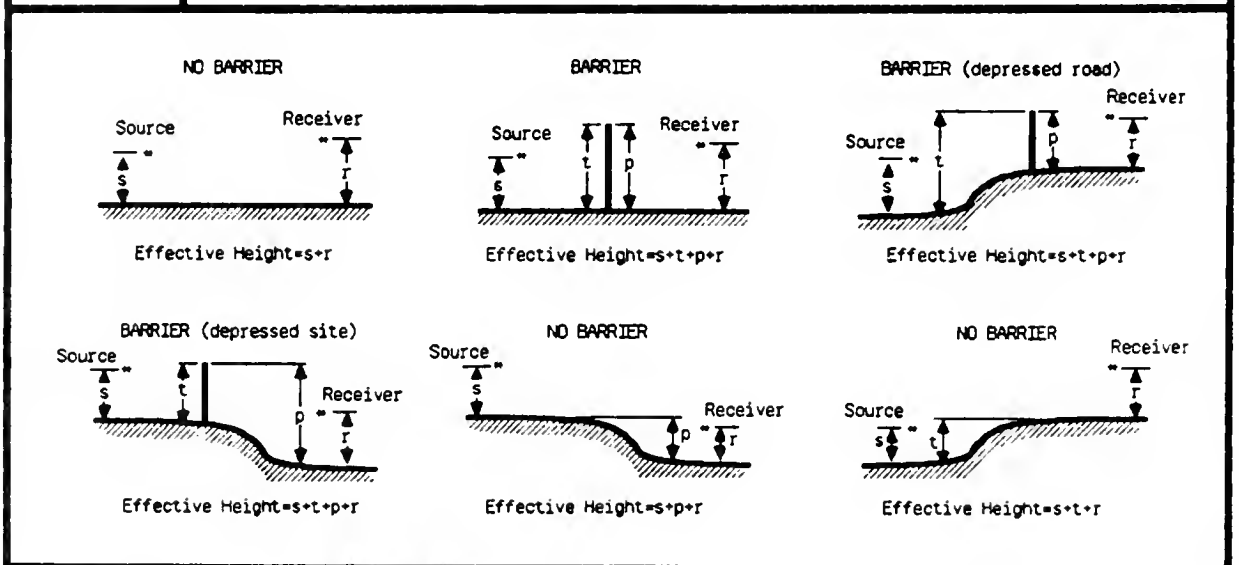 NO BARRIER
Source
Receiver
s
r
Effective Height=s+r
BARRIER
Source
Receiver
s
t
p
r
Effective Height=s+t+p+r
BARRIER (depressed road)
Receiver
Source
s
t
p
r
Effective Height=s+t+p+r
BARRIER (depressed site)
Source
s
t
p
Receiver
r
Effective Height=s+t+p+r
NO BARRIER
Source
s
Receiver
p
r
Effective Height=s+p+r
NO BARRIER
Receiver
r
Source
s
t
Effective Height=s+t+r